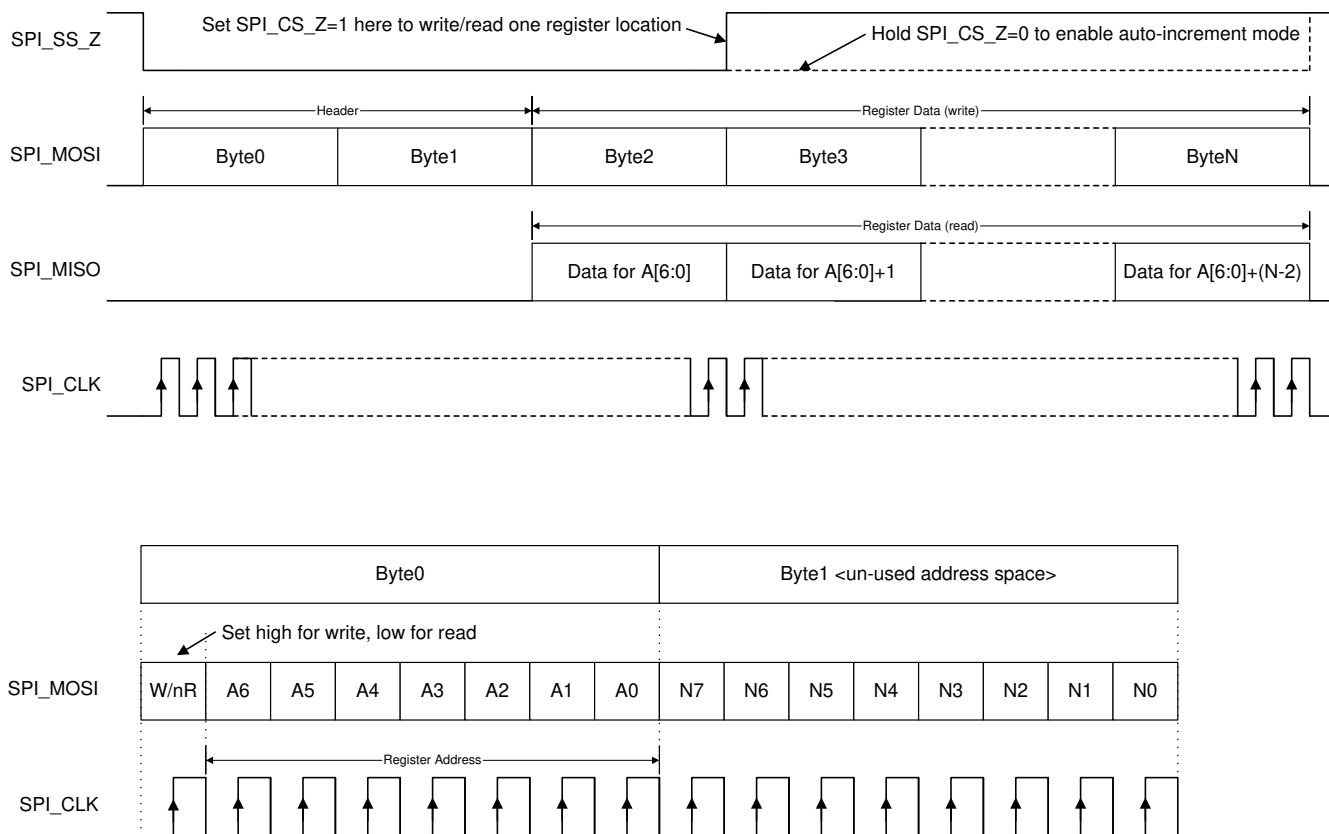 Set SPI_CS_Z=1 here to write/read one register location
SPI_SS_Z
Hold SPI_CS_Z=0 to enable auto-increment mode
Header
Register Data (write)
SPI_MOSI
Byte0
Byte1
Byte2
Byte3
ByteN
Register Data (read)
SPI_MISO
Data for A[6:0]
Data for A[6:0]+1
Data for A[6:0]+(N-2)
SPI_CLK
Byte0
Byte1 <un-used address space>
Set high for write, low for read
SPI_MOSI
W/nR
A6
A5
A4
A3
A2
A1
A0
N7
N6
N5
N4
N3
N2
N1
N0
Register Address
SPI_CLK